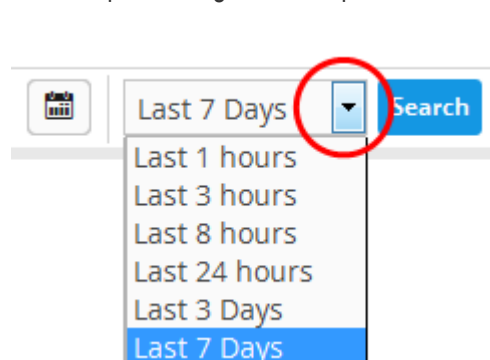 Last 7 Days Search
Last 1 hours
Last 3 hours
Last 8 hours
Last 24 hours
Last 3 Days
Last 7 Days